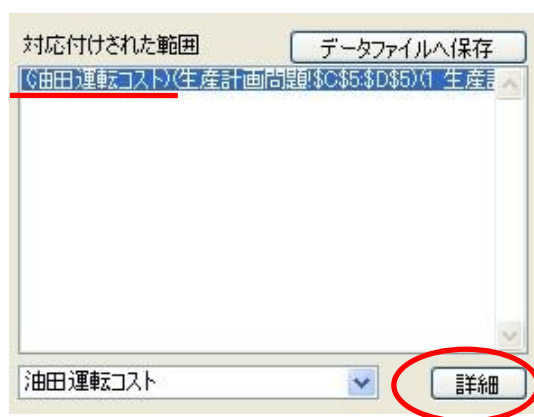 対応付けされた範囲
データファイルへ保存
(油田運転コスト)(生産計画問題!$C$5:$D$5)(1 生産
油田運転コスト
詳細